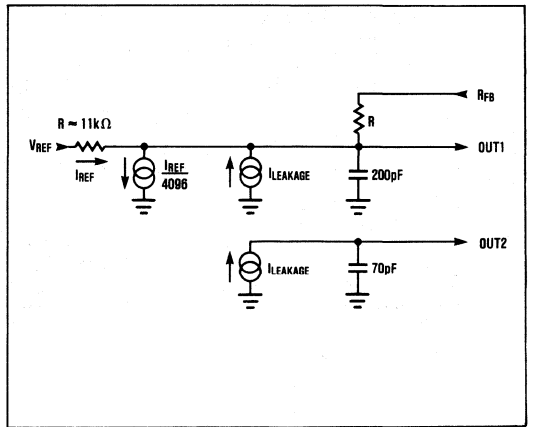 RFB
R ≈ 11kΩ
R
VREF
OUT1
IREF
IREF
4096
ILEAKAGE
200pF
OUT2
ILEAKAGE
70pF